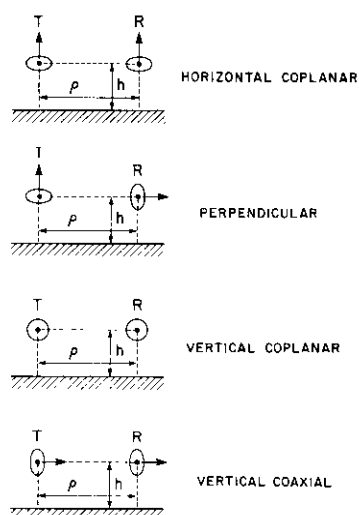 T R
ρ h
HORIZONTAL COPLANAR
T R
ρ h
PERPENDICULAR
T R
ρ h
VERTICAL COPLANAR
T R
ρ h
VERTICAL COAXIAL